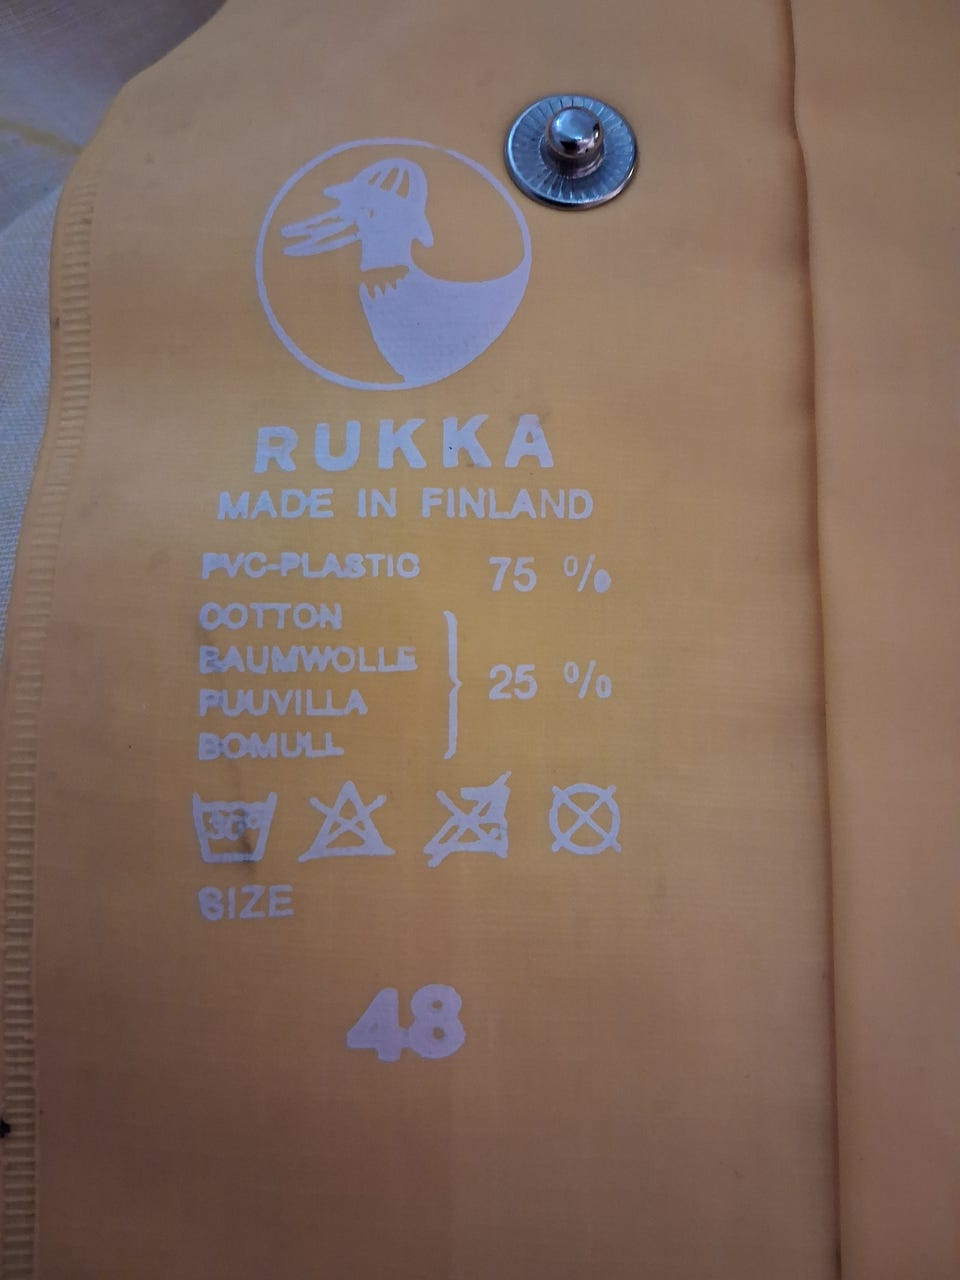 RUKKA
MADE IN FINLAND
PVC-PLASTIC 75 %
COTTON
BAUMWOLLE
PUUVILLA
BOMULL
25 %
SIZE
48